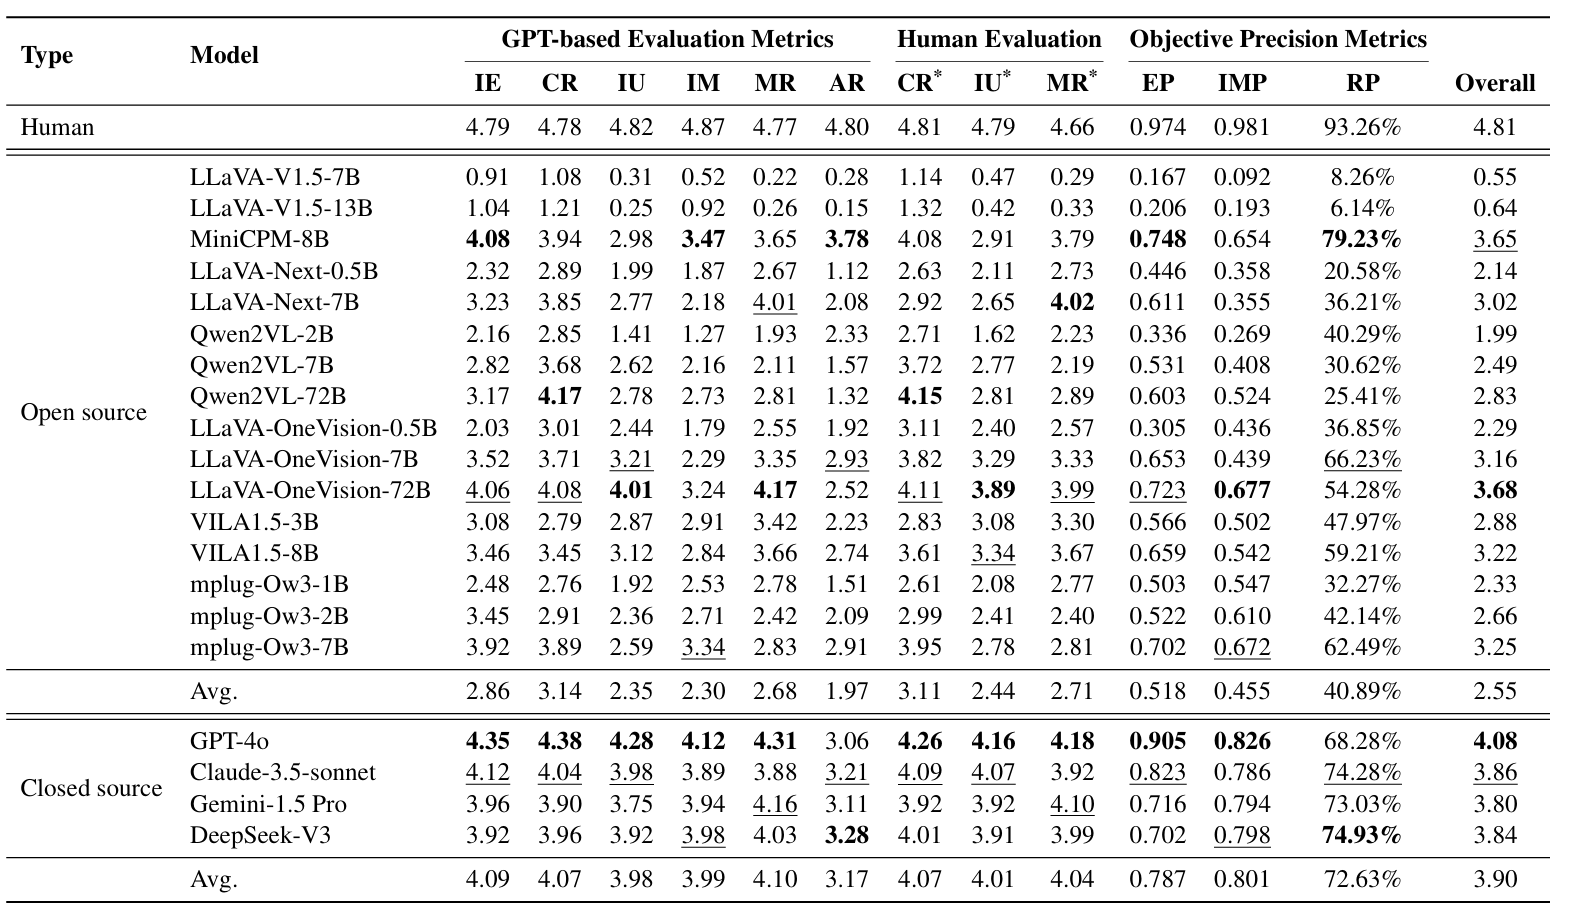 Type Model GPT-based Evaluation Metrics Human Evaluation Objective Precision Metrics
IE CR IU IM MR AR CR* IU* MR* EP IMP RP Overall
Human 4.79 4.78 4.82 4.87 4.77 4.80 4.81 4.79 4.66 0.974 0.981 93.26% 4.81
LLaVA-V1.5-7B 0.91 1.08 0.31 0.52 0.22 0.28 1.14 0.47 0.29 0.167 0.092 8.26% 0.55
LLaVA-V1.5-13B 1.04 1.21 0.25 0.92 0.26 0.15 1.32 0.42 0.33 0.206 0.193 6.14% 0.64
MiniCPM-8B 4.08 3.94 2.98 3.47 3.65 3.78 4.08 2.91 3.79 0.748 0.654 79.23% 3.65
LLaVA-Next-0.5B 2.32 2.89 1.99 1.87 2.67 1.12 2.63 2.11 2.73 0.446 0.358 20.58% 2.14
LLaVA-Next-7B 3.23 3.85 2.77 2.18 4.01 2.08 2.92 2.65 4.02 0.611 0.355 36.21% 3.02
Qwen2VL-2B 2.16 2.85 1.41 1.27 1.93 2.33 2.71 1.62 2.23 0.336 0.269 40.29% 1.99
Qwen2VL-7B 2.82 3.68 2.62 2.16 2.11 1.57 3.72 2.77 2.19 0.531 0.408 30.62% 2.49
Qwen2VL-72B 3.17 4.17 2.78 2.73 2.81 1.32 4.15 2.81 2.89 0.603 0.524 25.41% 2.83
Open source
LLaVA-OneVision-0.5B 2.03 3.01 2.44 1.79 2.55 1.92 3.11 2.40 2.57 0.305 0.436 36.85% 2.29
LLaVA-OneVision-7B 3.52 3.71 3.21 2.29 3.35 2.93 3.82 3.29 3.33 0.653 0.439 66.23% 3.16
LLaVA-OneVision-72B 4.06 4.08 4.01 3.24 4.17 2.52 4.11 3.89 3.99 0.723 0.677 54.28% 3.68
VILA1.5-3B 3.08 2.79 2.87 2.91 3.42 2.23 2.83 3.08 3.30 0.566 0.502 47.97% 2.88
VILA1.5-8B 3.46 3.45 3.12 2.84 3.66 2.74 3.61 3.34 3.67 0.659 0.542 59.21% 3.22
mplug-Ow3-1B 2.48 2.76 1.92 2.53 2.78 1.51 2.61 2.08 2.77 0.503 0.547 32.27% 2.33
mplug-Ow3-2B 3.45 2.91 2.36 2.71 2.42 2.09 2.99 2.41 2.40 0.522 0.610 42.14% 2.66
mplug-Ow3-7B 3.92 3.89 2.59 3.34 2.83 2.91 3.95 2.78 2.81 0.702 0.672 62.49% 3.25
Avg. 2.86 3.14 2.35 2.30 2.68 1.97 3.11 2.44 2.71 0.518 0.455 40.89% 2.55
GPT-4o 4.35 4.38 4.28 4.12 4.31 3.06 4.26 4.16 4.18 0.905 0.826 68.28% 4.08
Claude-3.5-sonnet 4.12 4.04 3.98 3.89 3.88 3.21 4.09 4.07 3.92 0.823 0.786 74.28% 3.86
Closed source
Gemini-1.5 Pro 3.96 3.90 3.75 3.94 4.16 3.11 3.92 3.92 4.10 0.716 0.794 73.03% 3.80
DeepSeek-V3 3.92 3.96 3.92 3.98 4.03 3.28 4.01 3.91 3.99 0.702 0.798 74.93% 3.84
Avg. 4.09 4.07 3.98 3.99 4.10 3.17 4.07 4.01 4.04 0.787 0.801 72.63% 3.90